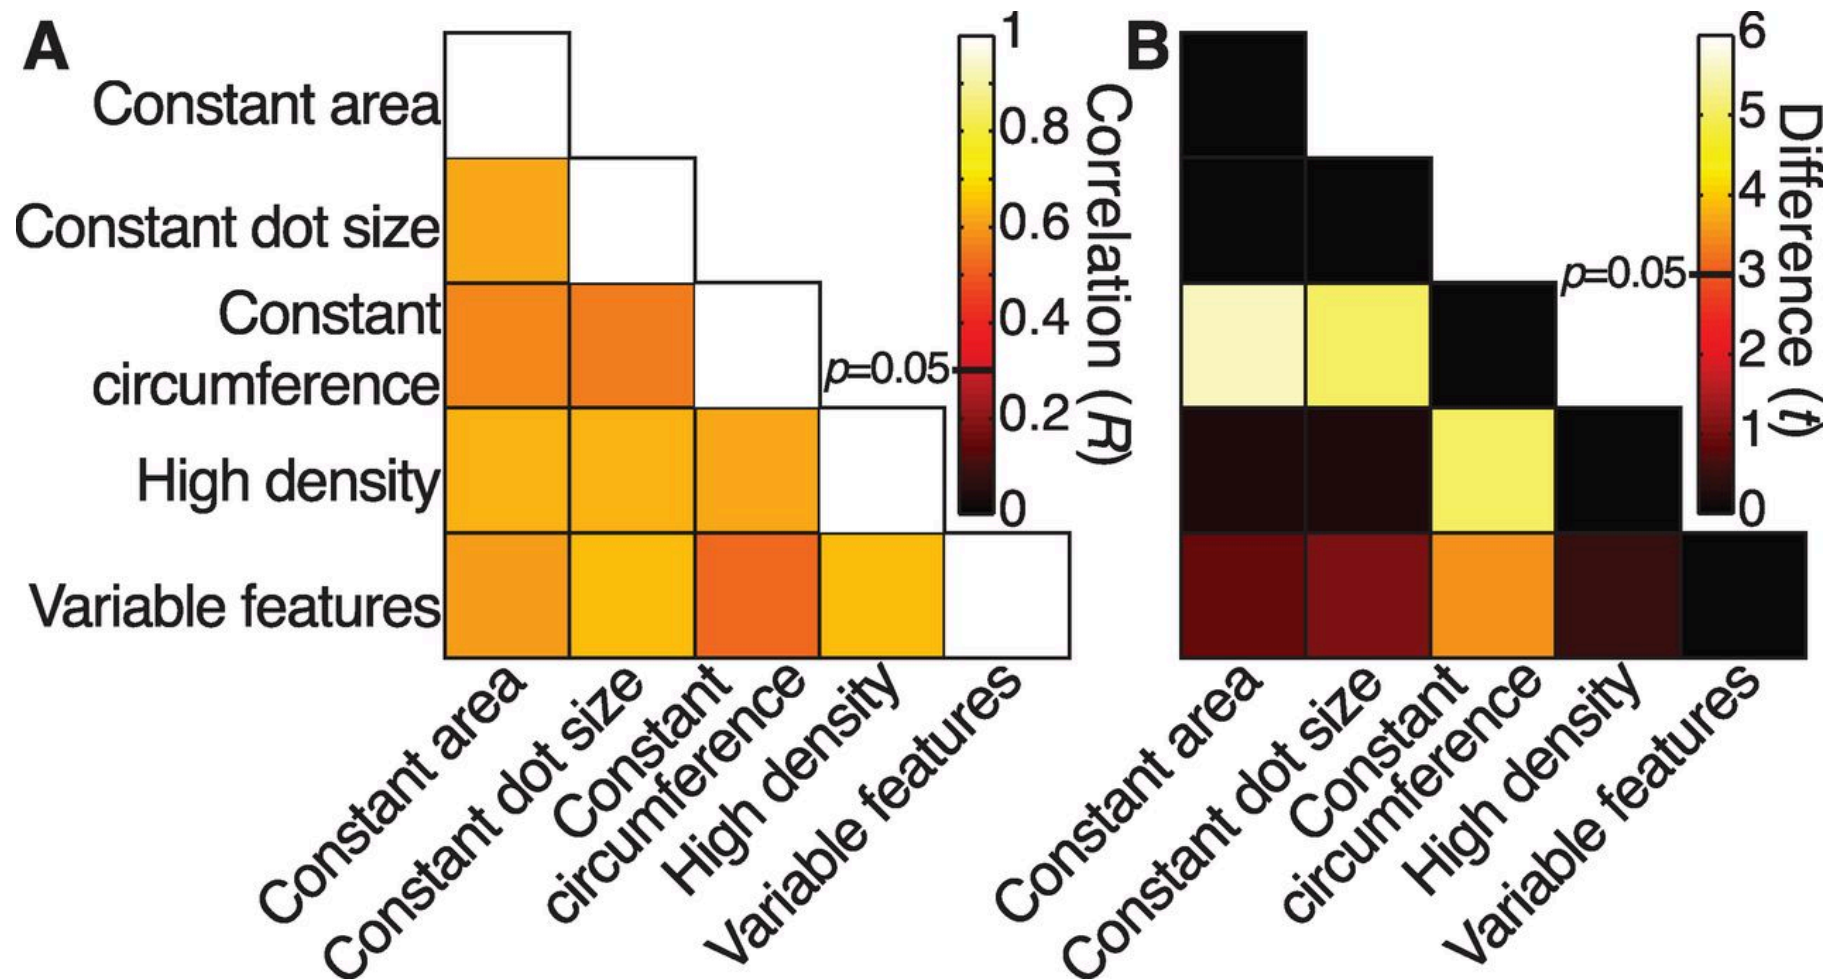 A
Constant area
Constant dot size
Constant
circumference
High density
Variable features
Constant area
Constant dot size
Constant
circumference
High density
Variable features
1
0.8
0.6
0.4
0.2
0
p=0.05
Correlation (R)
B
Constant area
Constant dot size
Constant
circumference
High density
Variable features
6
5
4
3
2
1
0
p=0.05
Difference (t)